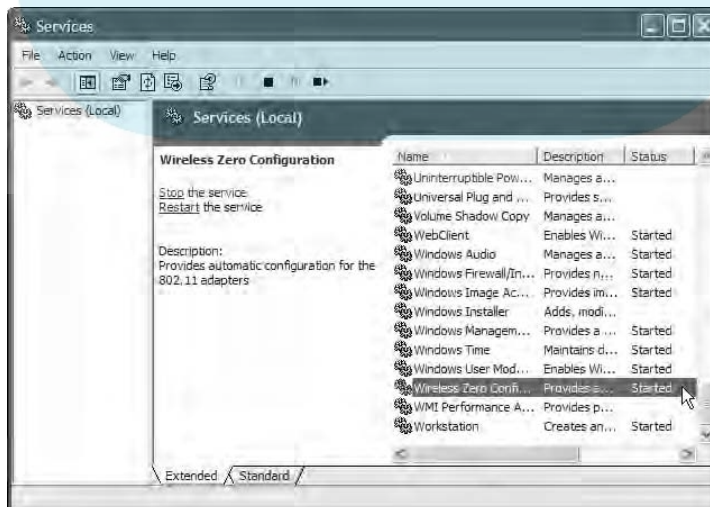 Services
File Action View Help
Services (Local)
Services (Local)
Wireless Zero Configuration
Stop the service
Restart the service
Description:
Provides automatic configuration for the
802.11 adapters
Name Description Status
Uninterruptible Pow... Manages a...
Universal Plug and ... Provides s...
Volume Shadow Copy Manages a...
WebClient Enables Wi... Started
Windows Audio Manages a... Started
Windows Firewall/In... Provides n... Started
Windows Image Ac... Provides im... Started
Windows Installer Adds, modi...
Windows Managem... Provides a ... Started
Windows Time Maintains d... Started
Windows User Mod... Enables Wi... Started
Wireless Zero Confi... Provides a... Started
WMI Performance A... Provides p...
Workstation Creates an... Started
Extended Standard